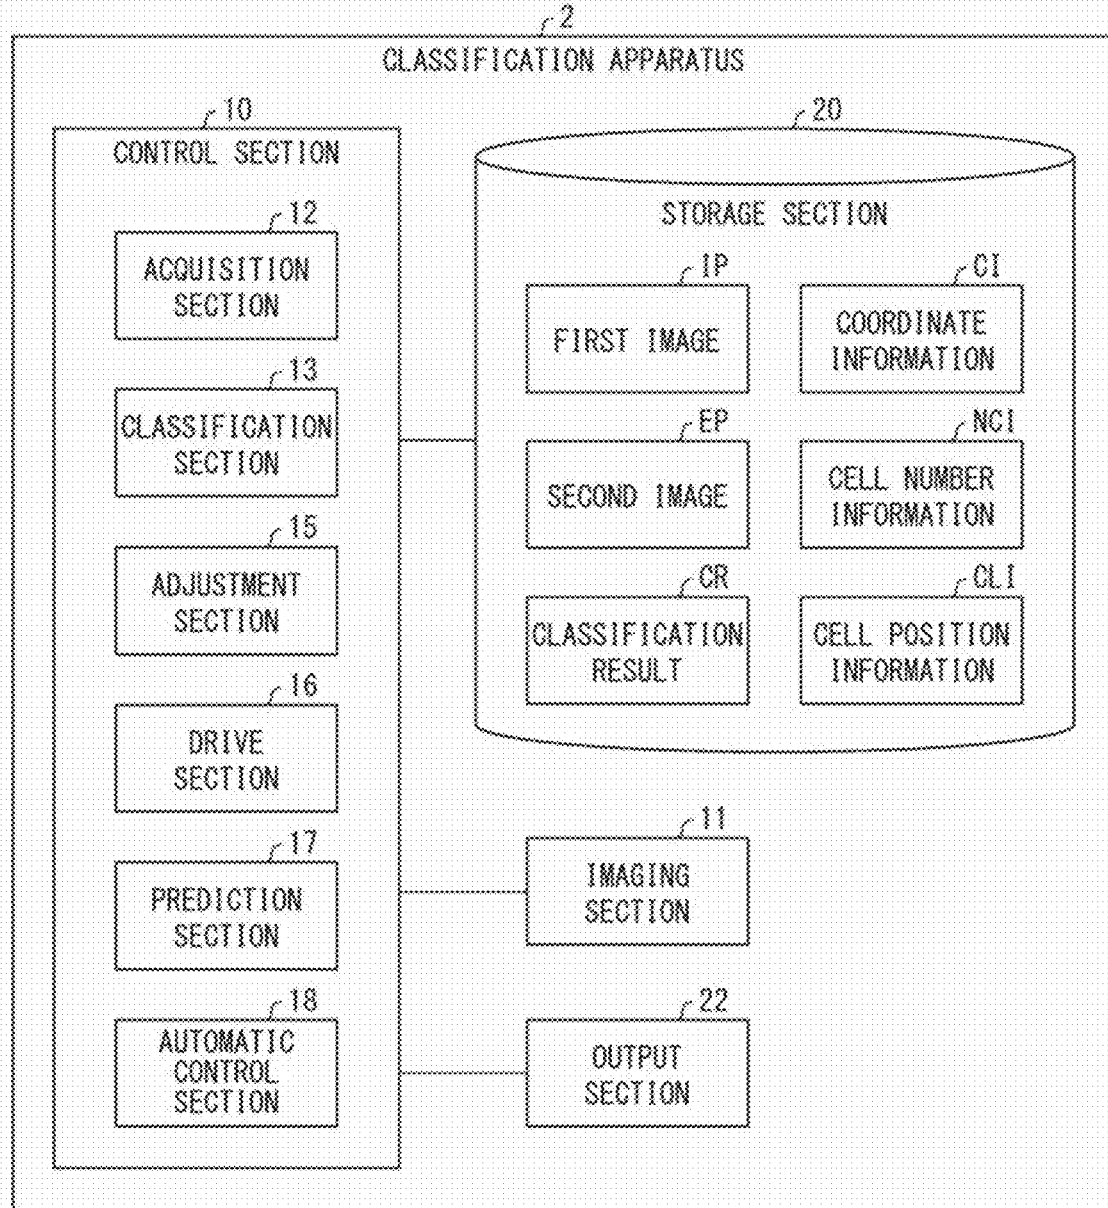 2
CLASSIFICATION APPARATUS
10
CONTROL SECTION
12
ACQUISITION
SECTION
13
CLASSIFICATION
SECTION
15
ADJUSTMENT
SECTION
16
DRIVE
SECTION
17
PREDICTION
SECTION
18
AUTOMATIC
CONTROL
SECTION
20
STORAGE SECTION
IP
FIRST IMAGE
CI
COORDINATE
INFORMATION
EP
SECOND IMAGE
NCI
CELL NUMBER
INFORMATION
CR
CLASSIFICATION
RESULT
CLI
CELL POSITION
INFORMATION
11
IMAGING
SECTION
22
OUTPUT
SECTION